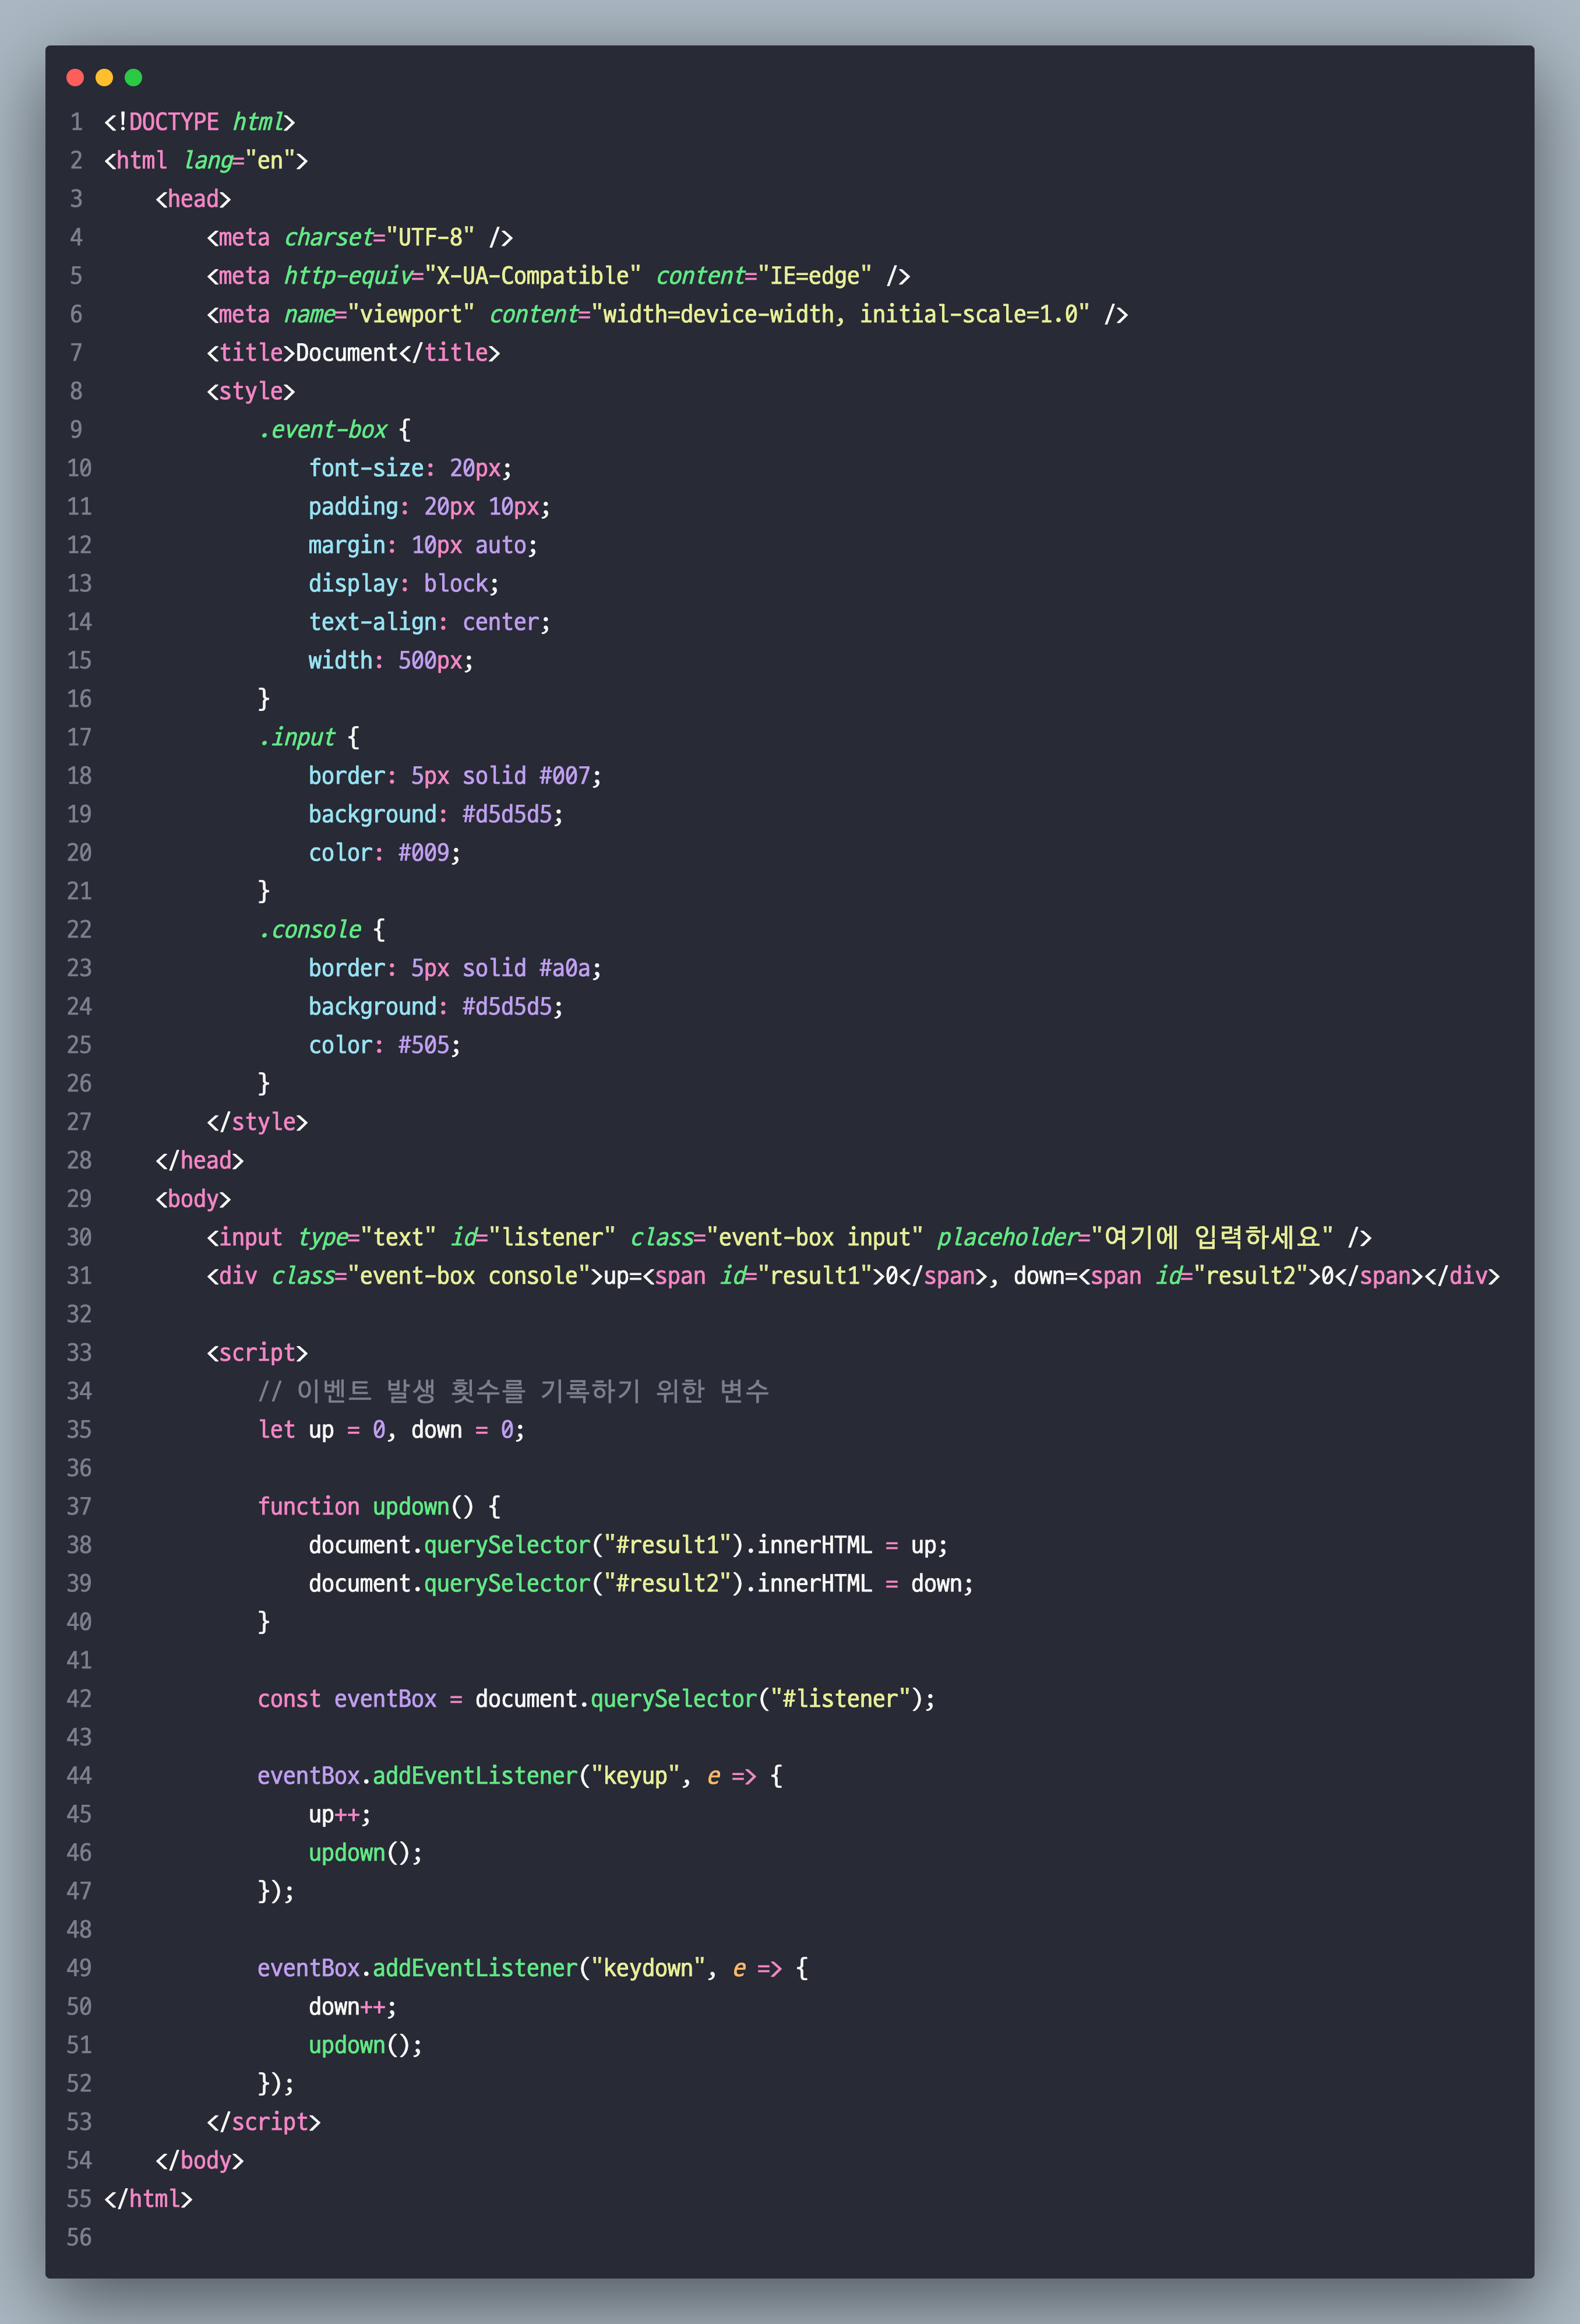 1 <!DOCTYPE html>
2 <html lang="en">
3     <head>
4         <meta charset="UTF-8" />
5         <meta http-equiv="X-UA-Compatible" content="IE=edge" />
6         <meta name="viewport" content="width=device-width, initial-scale=1.0" />
7         <title>Document</title>
8         <style>
9             .event-box {
10                 font-size: 20px;
11                 padding: 20px 10px;
12                 margin: 10px auto;
13                 display: block;
14                 text-align: center;
15                 width: 500px;
16             }
17             .input {
18                 border: 5px solid #007;
19                 background: #d5d5d5;
20                 color: #009;
21             }
22             .console {
23                 border: 5px solid #a0a;
24                 background: #d5d5d5;
25                 color: #505;
26             }
27         </style>
28     </head>
29     <body>
30         <input type="text" id="listener" class="event-box input" placeholder="여기에 입력하세요" />
31         <div class="event-box console">up=<span id="result1">0</span>, down=<span id="result2">0</span></div>
32
33         <script>
34             // 이벤트 발생 횟수를 기록하기 위한 변수
35             let up = 0, down = 0;
36
37             function updown() {
38                 document.querySelector("#result1").innerHTML = up;
39                 document.querySelector("#result2").innerHTML = down;
40             }
41
42             const eventBox = document.querySelector("#listener");
43
44             eventBox.addEventListener("keyup", e => {
45                 up++;
46                 updown();
47             });
48
49             eventBox.addEventListener("keydown", e => {
50                 down++;
51                 updown();
52             });
53         </script>
54     </body>
55 </html>
56